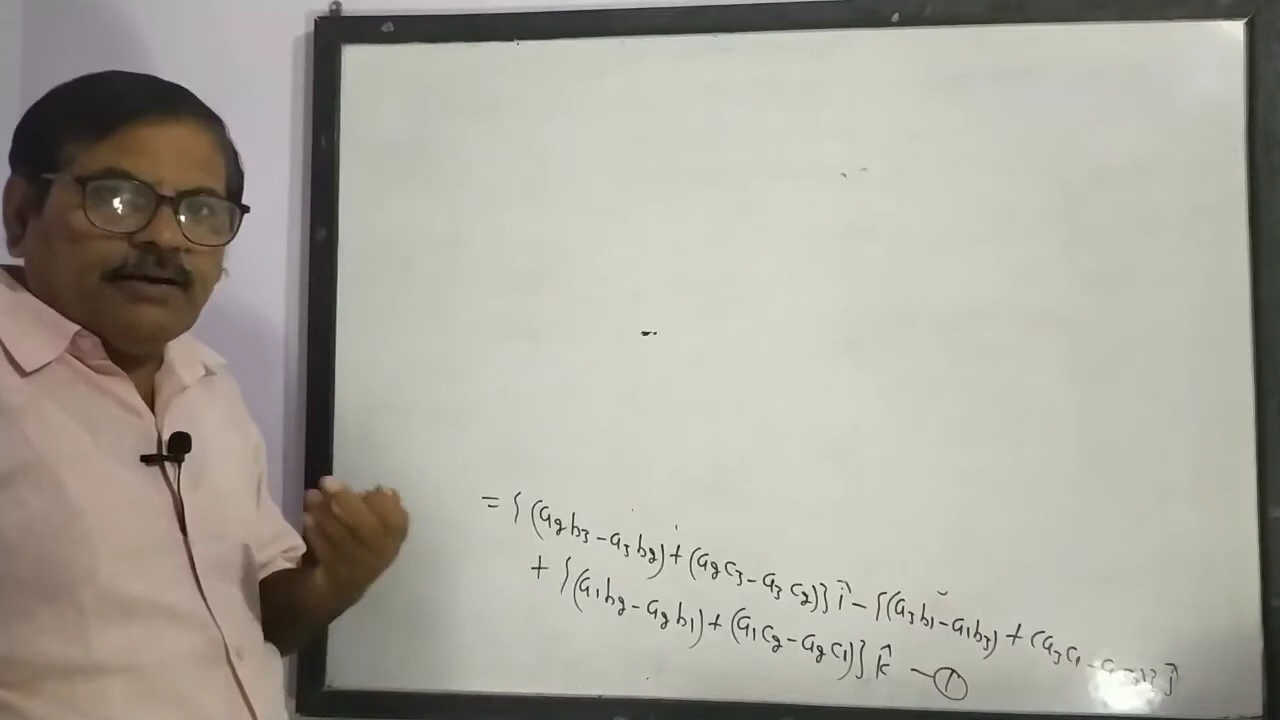 = {(a₂b₃ - a₃b₂) + (a₂c₃ - a₃c₂)} î - {(a₃b₁ - a₁b₃) + (a₃c₁ - )} ĵ
+ {(a₁b₂ - a₂b₁) + (a₁c₂ - a₂c₁)} k̂ — ①